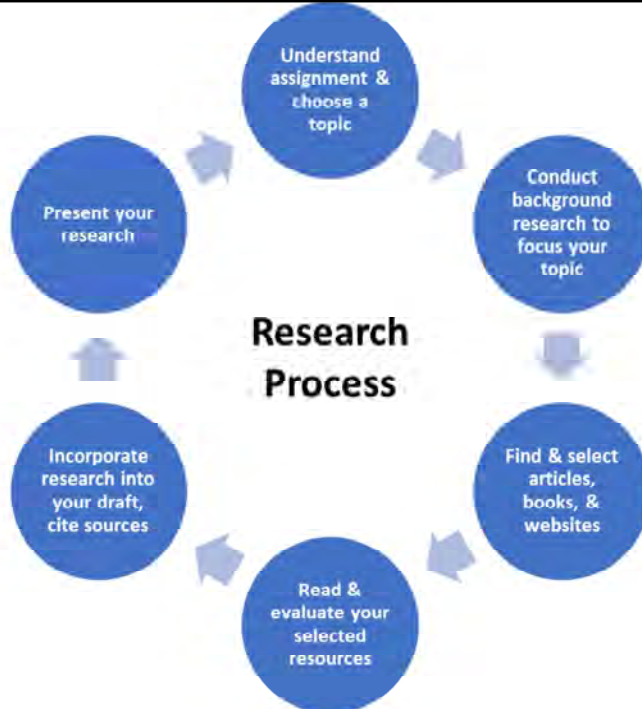 Understand
assignment &
choose a
topic
Conduct
background
research to
focus your
topic
Find & select
articles,
books, &
websites
Read &
evaluate your
selected
resources
Incorporate
research into
your draft,
cite sources
Present your
research
Research
Process